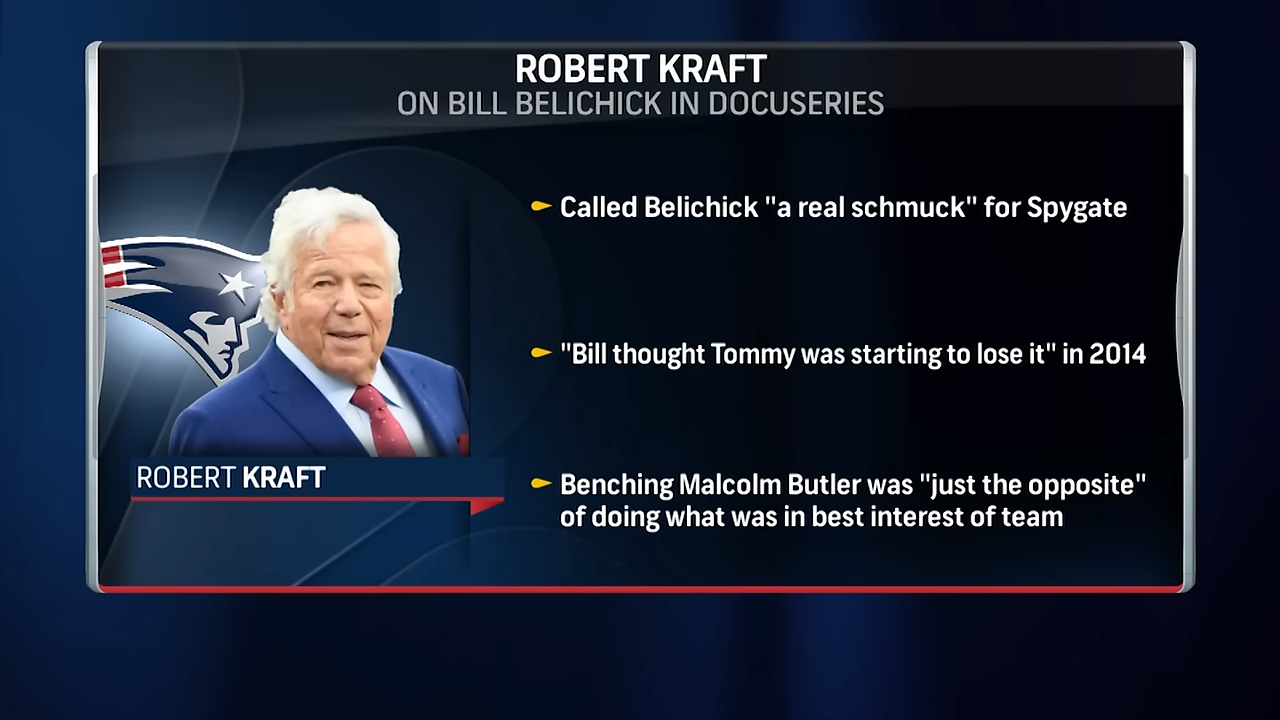 ROBERT KRAFT
ON BILL BELICHICK IN DOCUSERIES
Called Belichick "a real schmuck" for Spygate
"Bill thought Tommy was starting to lose it" in 2014
Benching Malcolm Butler was "just the opposite"
of doing what was in best interest of team
ROBERT KRAFT